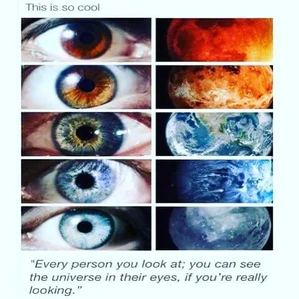 This is so cool
"Every person you look at; you can see
the universe in their eyes, if you're really
looking."